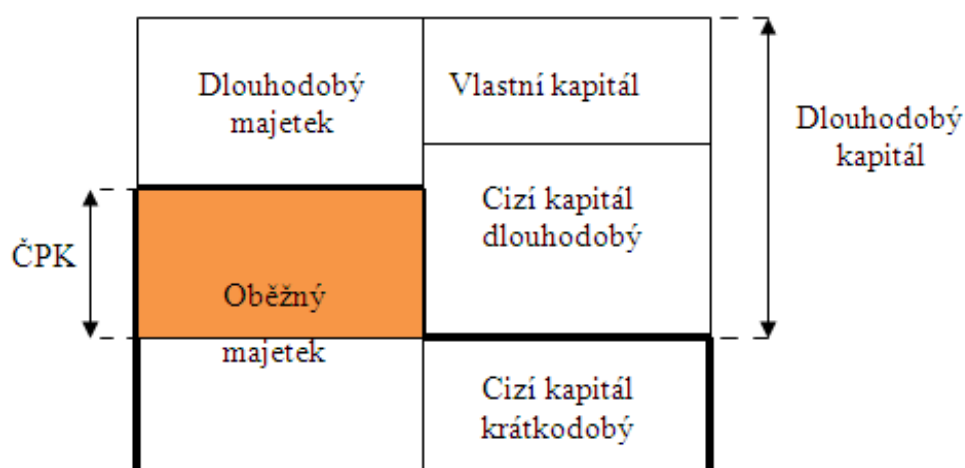 Dlouhodobý
majetek
Vlastní kapitál
Dlouhodobý
kapitál
Cizí kapitál
dlouhodobý
ČPK
Oběžný
majetek
Cizí kapitál
krátkodobý